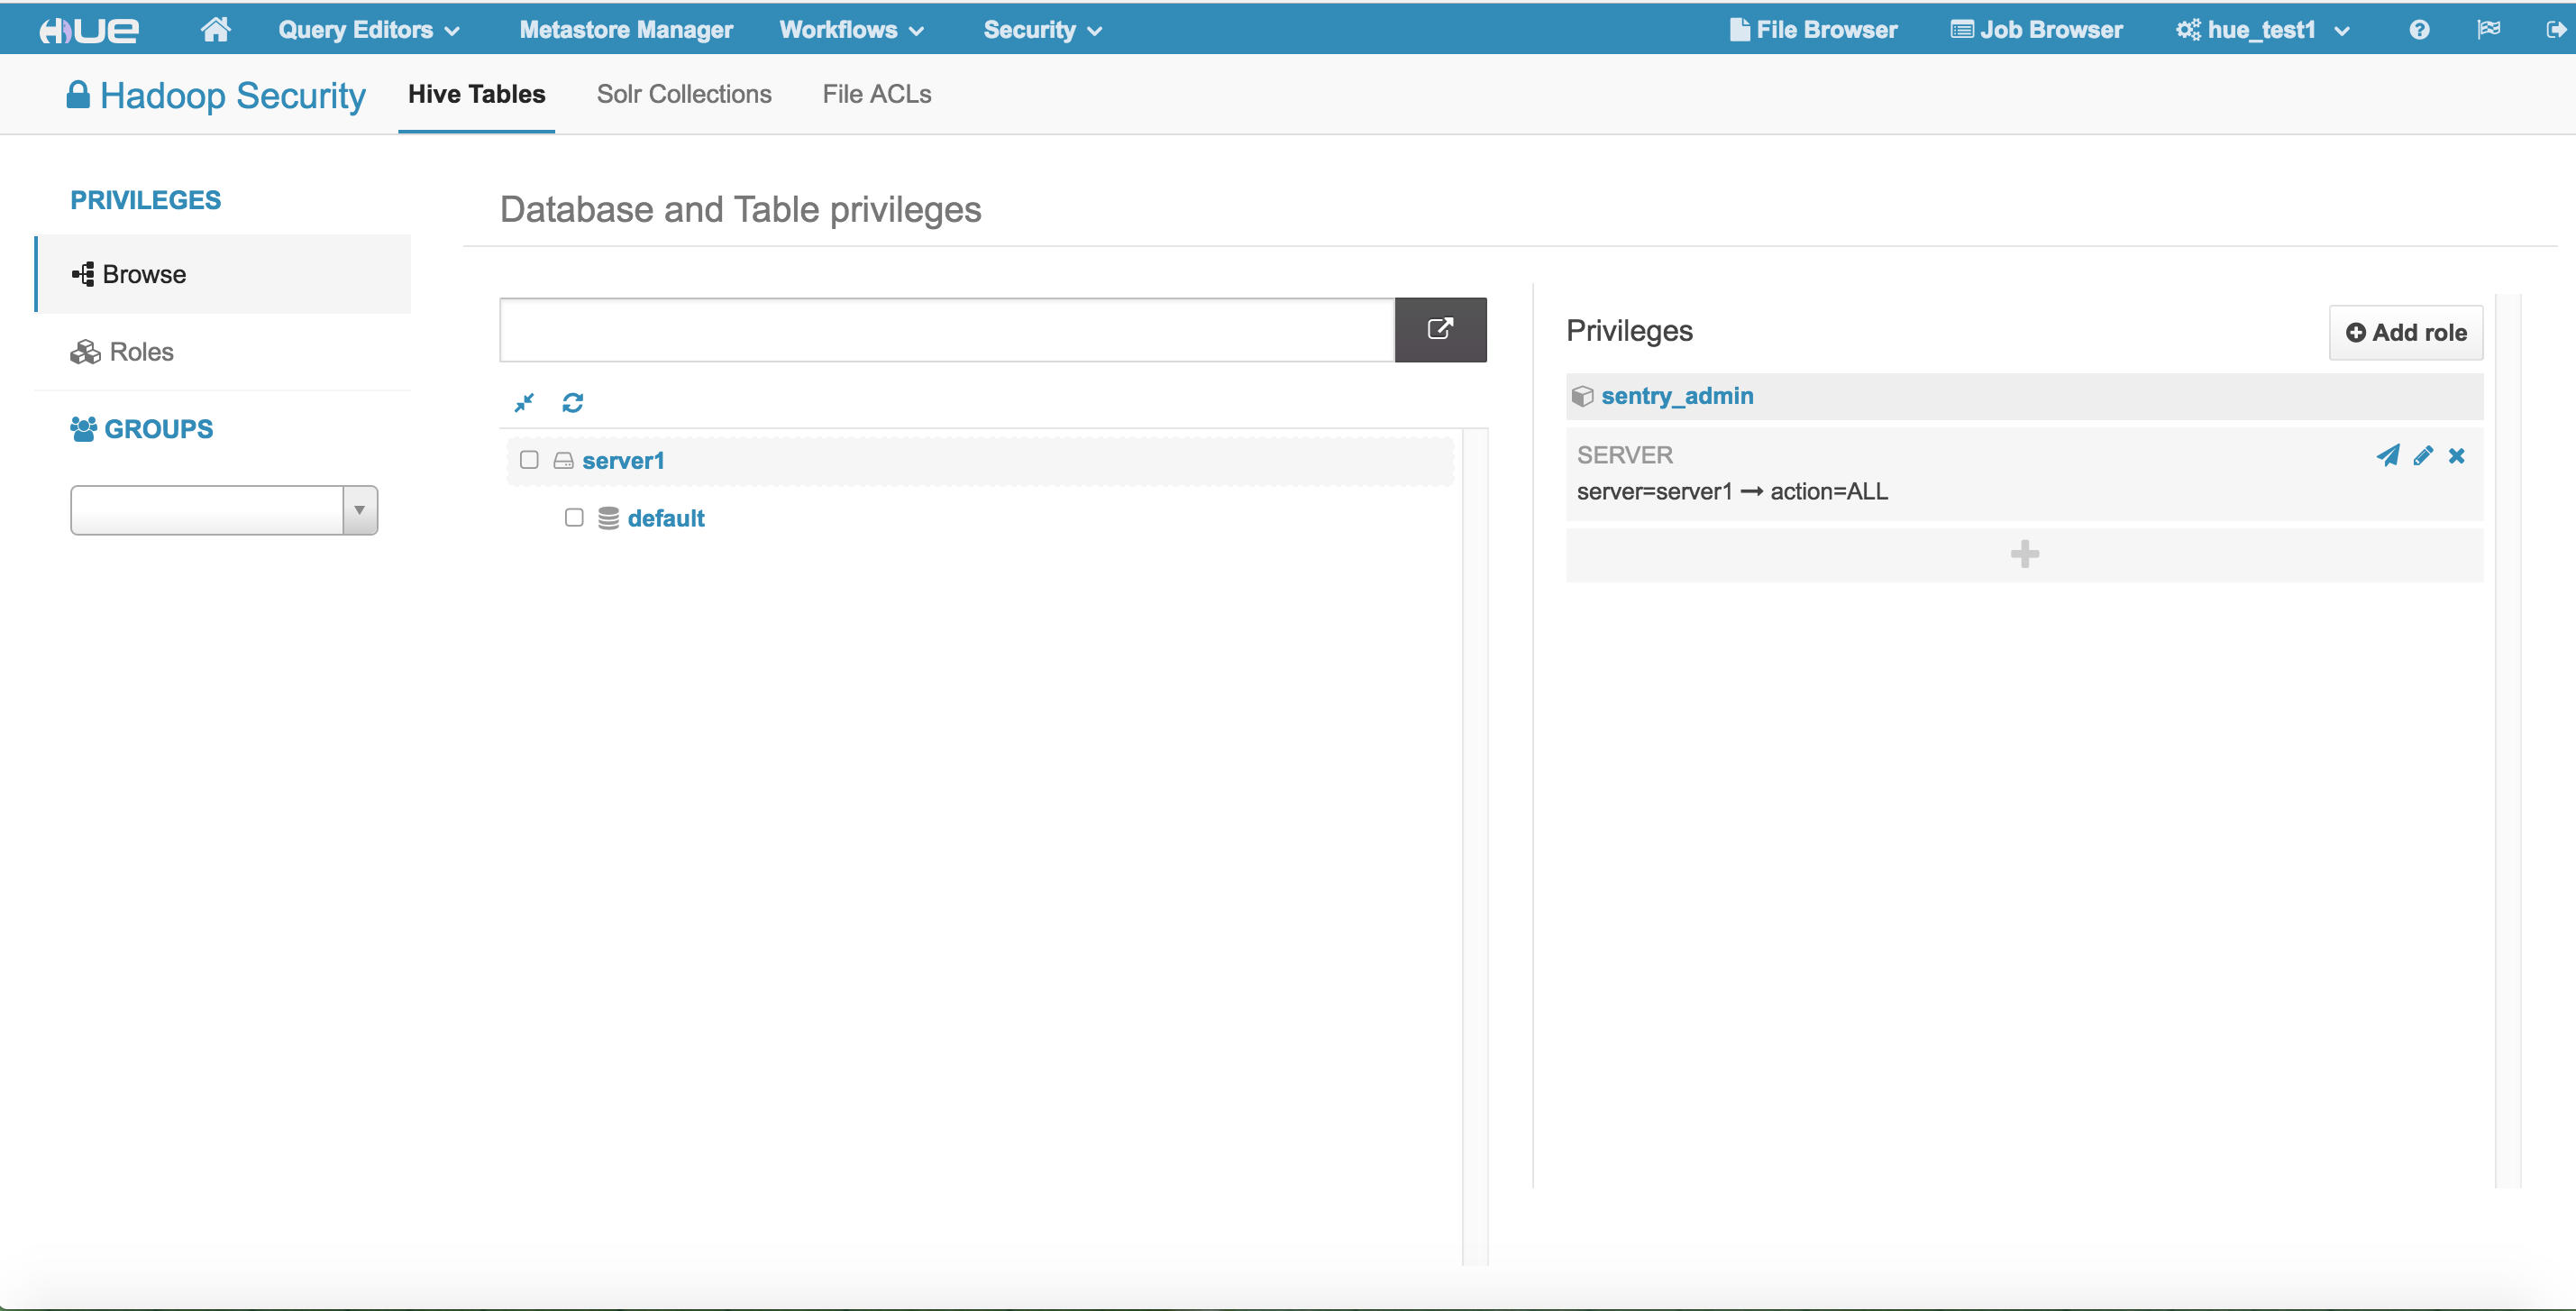 HUE Query Editors Metastore Manager Workflows Security File Browser Job Browser hue_test1
Hadoop Security Hive Tables Solr Collections File ACLs
PRIVILEGES
Browse
Roles
GROUPS
Database and Table privileges
server1
default
Privileges
Add role
sentry_admin
SERVER
server=server1 → action=ALL